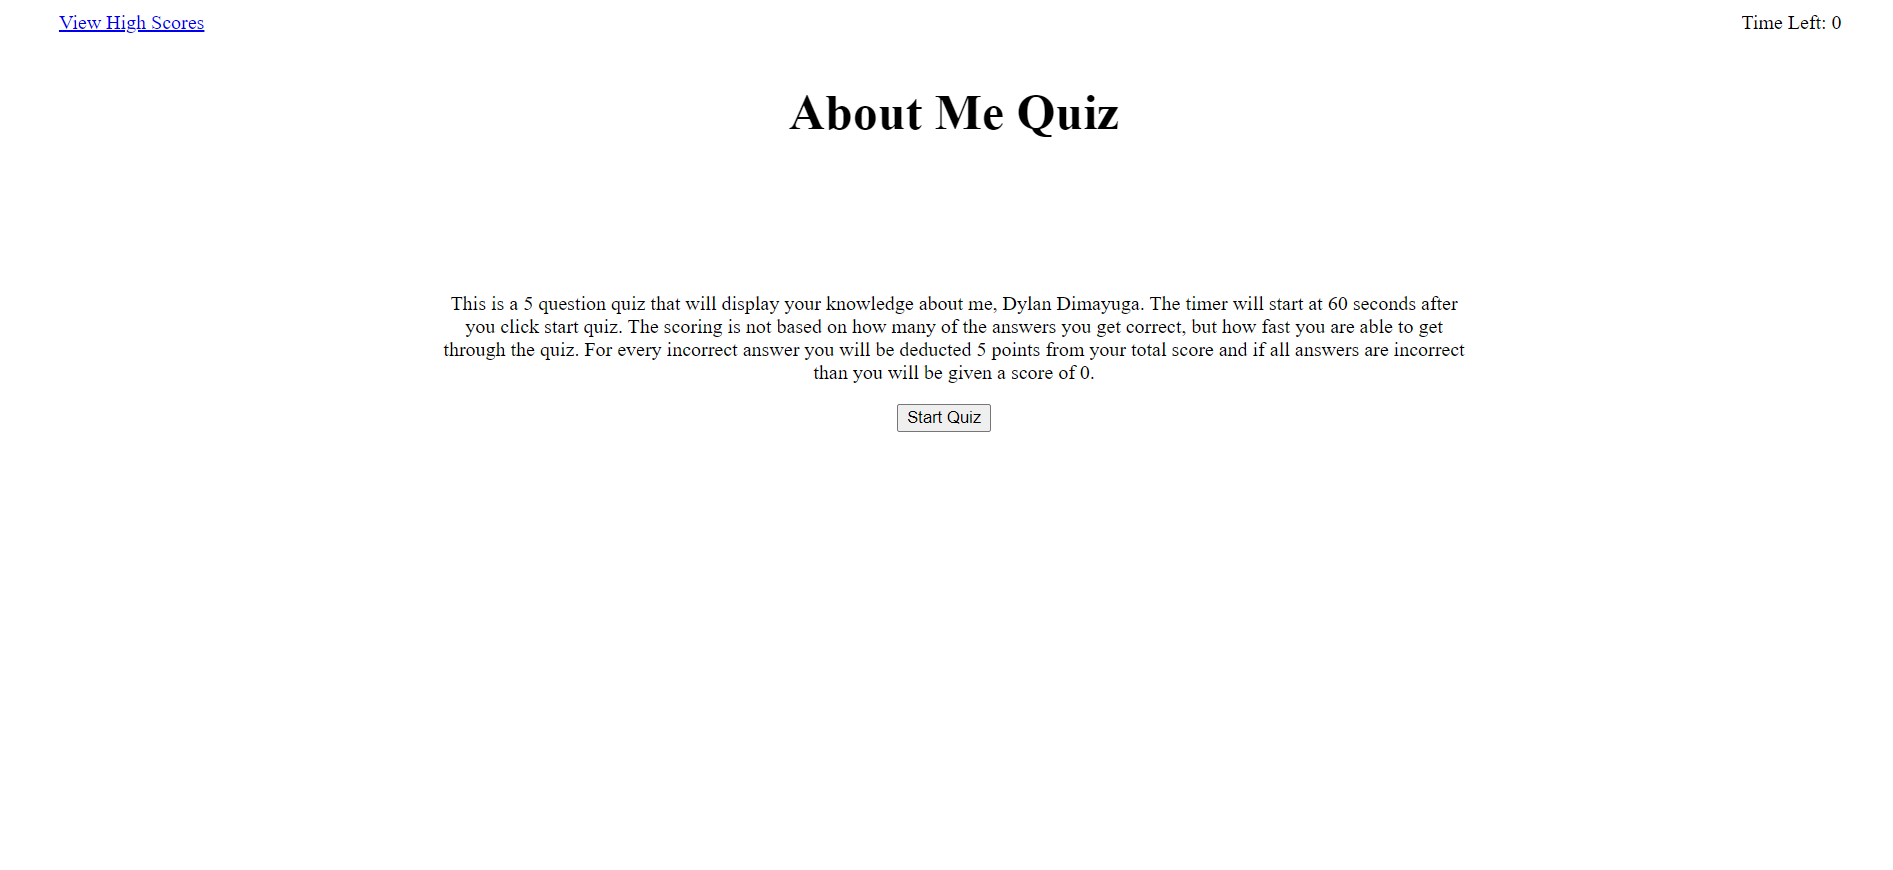 View High Scores
Time Left: 0
About Me Quiz
This is a 5 question quiz that will display your knowledge about me, Dylan Dimayuga. The timer will start at 60 seconds after
you click start quiz. The scoring is not based on how many of the answers you get correct, but how fast you are able to get
through the quiz. For every incorrect answer you will be deducted 5 points from your total score and if all answers are incorrect
than you will be given a score of 0.
Start Quiz